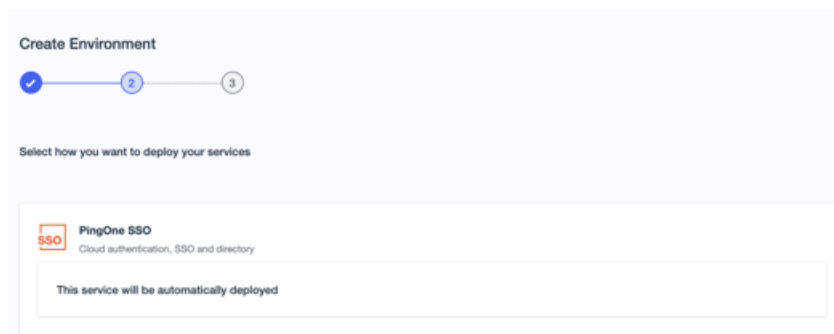 Create Environment
2
3
Select how you want to deploy your services
SSO
PingOne SSO
Cloud authentication, SSO and directory
This service will be automatically deployed